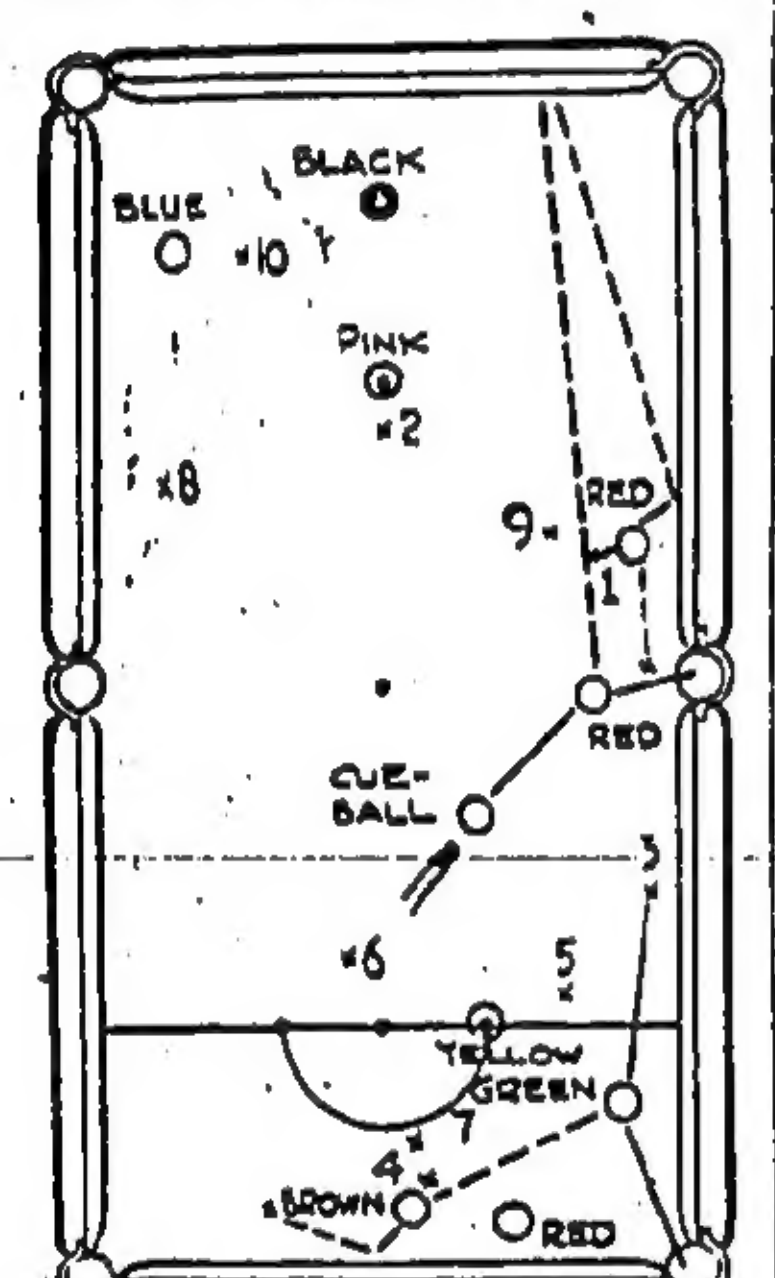 BLACK
BLUE
×10
PINK
×2
×8
RED
9
1
RED
CUE-
BALL
3
×6
5
YELLOW
GREEN
7
4
BROWN
RED